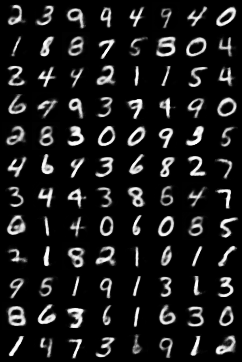 2 3 9 9 4 9 4 0
1 8 8 7 5 8 0 4
2 4 4 2 1 1 5 4
6 9 9 3 9 9 9 0
2 8 3 0 0 9 3 5
4 6 4 3 6 8 2 7
3 4 4 3 8 6 4 7
0 1 4 0 6 0 8 5
2 1 8 2 1 0 1 1
9 5 1 9 1 3 1 3
8 6 3 6 1 6 3 0
1 4 7 3 6 9 1 2